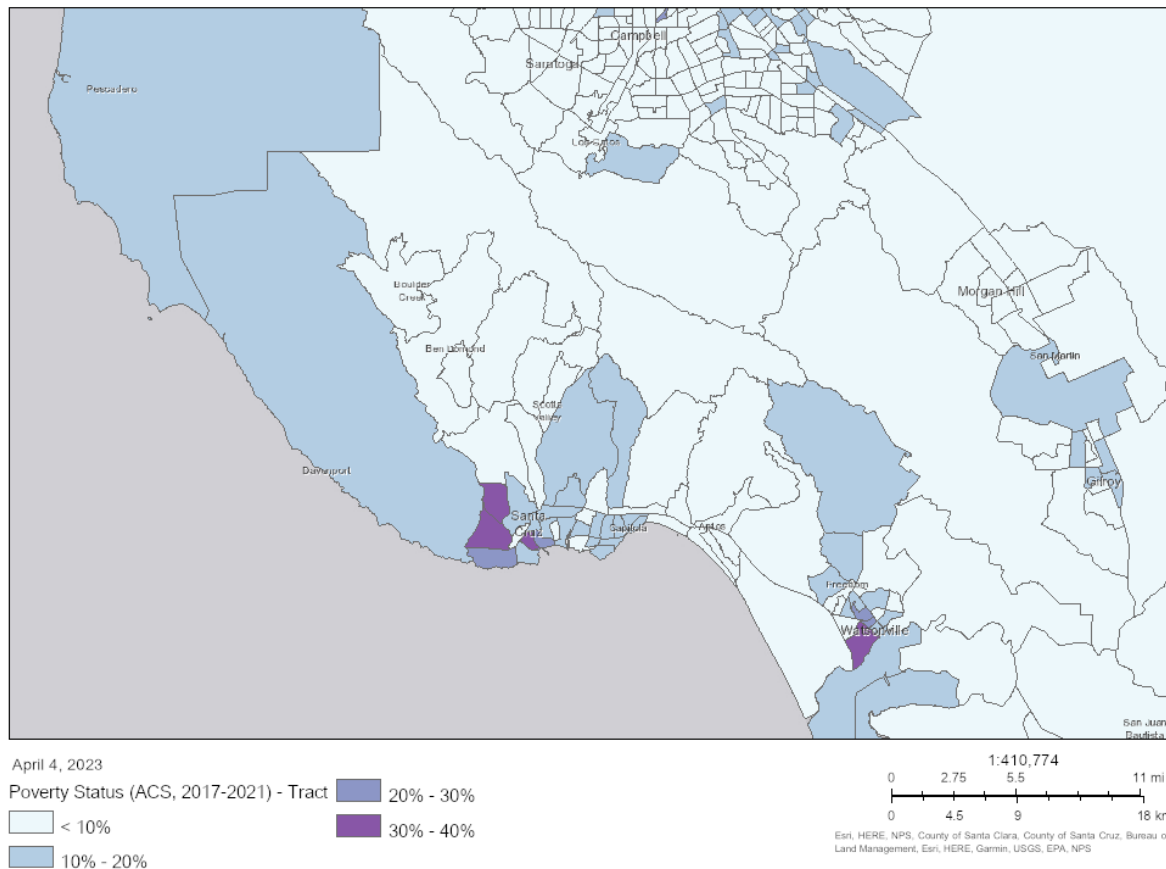 Campbell
Saratoga
Pescadero
Los Gatos
Boulder
Creek
Morgan Hill
Ben Lomond
San Martin
Scotts
Valley
Davenport
Gilroy
Santa
Cruz
Capitola
Aptos
Freedom
Watsonville
San Juan
Bautista
April 4, 2023
Poverty Status (ACS, 2017-2021) - Tract
< 10%
10% - 20%
20% - 30%
30% - 40%
1:410,774
0 2.75 5.5 11 mi
0 4.5 9 18 km
Esri, HERE, NPS, County of Santa Clara, County of Santa Cruz, Bureau o
Land Management, Esri, HERE, Garmin, USGS, EPA, NPS